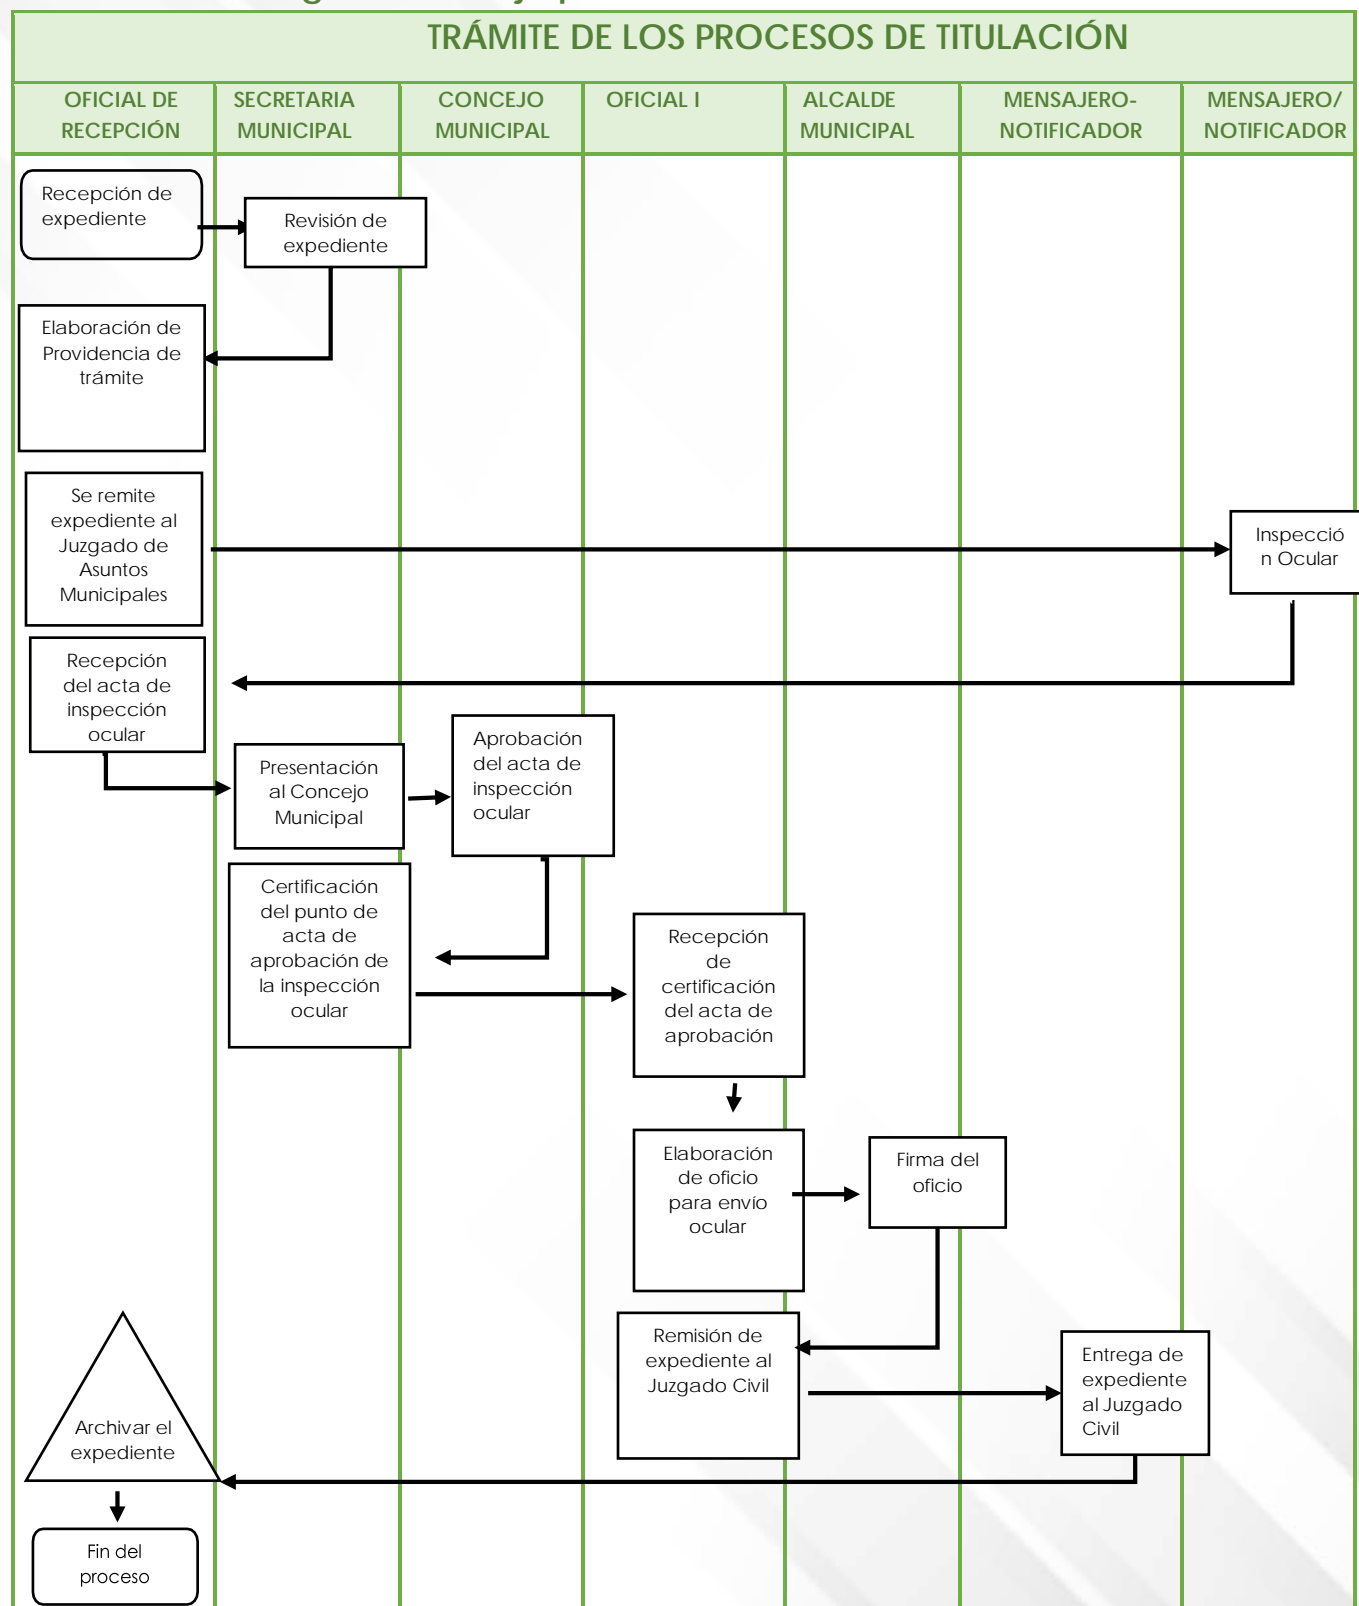 TRÁMITE DE LOS PROCESOS DE TITULACIÓN
OFICIAL DE
RECEPCIÓN
SECRETARIA
MUNICIPAL
CONCEJO
MUNICIPAL
OFICIAL I
ALCALDE
MUNICIPAL
MENSAJERO-
NOTIFICADOR
MENSAJERO/
NOTIFICADOR
Recepción de
expediente
Revisión de
expediente
Elaboración de
Providencia de
trámite
Se remite
expediente al
Juzgado de
Asuntos
Municipales
Inspecció
n Ocular
Recepción
del acta de
inspección
ocular
Presentación
al Concejo
Municipal
Aprobación
del acta de
inspección
ocular
Certificación
del punto de
acta de
aprobación de
la inspección
ocular
Recepción
de
certificación
del acta de
aprobación
Elaboración
de oficio
para envío
ocular
Firma del
oficio
Remisión de
expediente al
Juzgado Civil
Entrega de
expediente
al Juzgado
Civil
Archivar el
expediente
Fin del
proceso